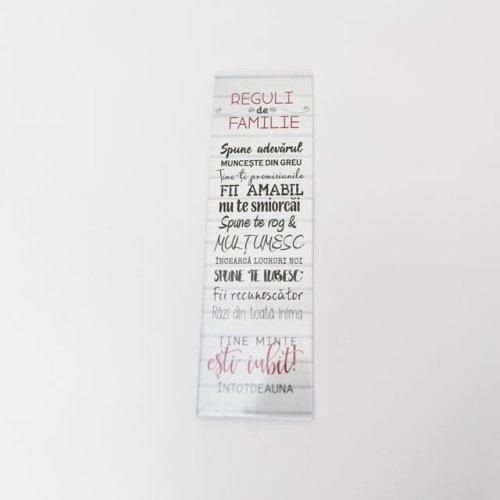 REGULI
de
FAMILIE
Spune adevărul
MUNCEȘTE DIN GREU
Ține-ți promisiunile
FII AMABIL
nu te smiorcăi
Spune te rog &
MULȚUMESC
ÎNCEARCĂ LUCRURI NOI
SPUNE "TE IUBESC"
Fii recunoscător
Râzi din toată inima
ȚINE MINTE
ești iubit!
ÎNTOTDEAUNA